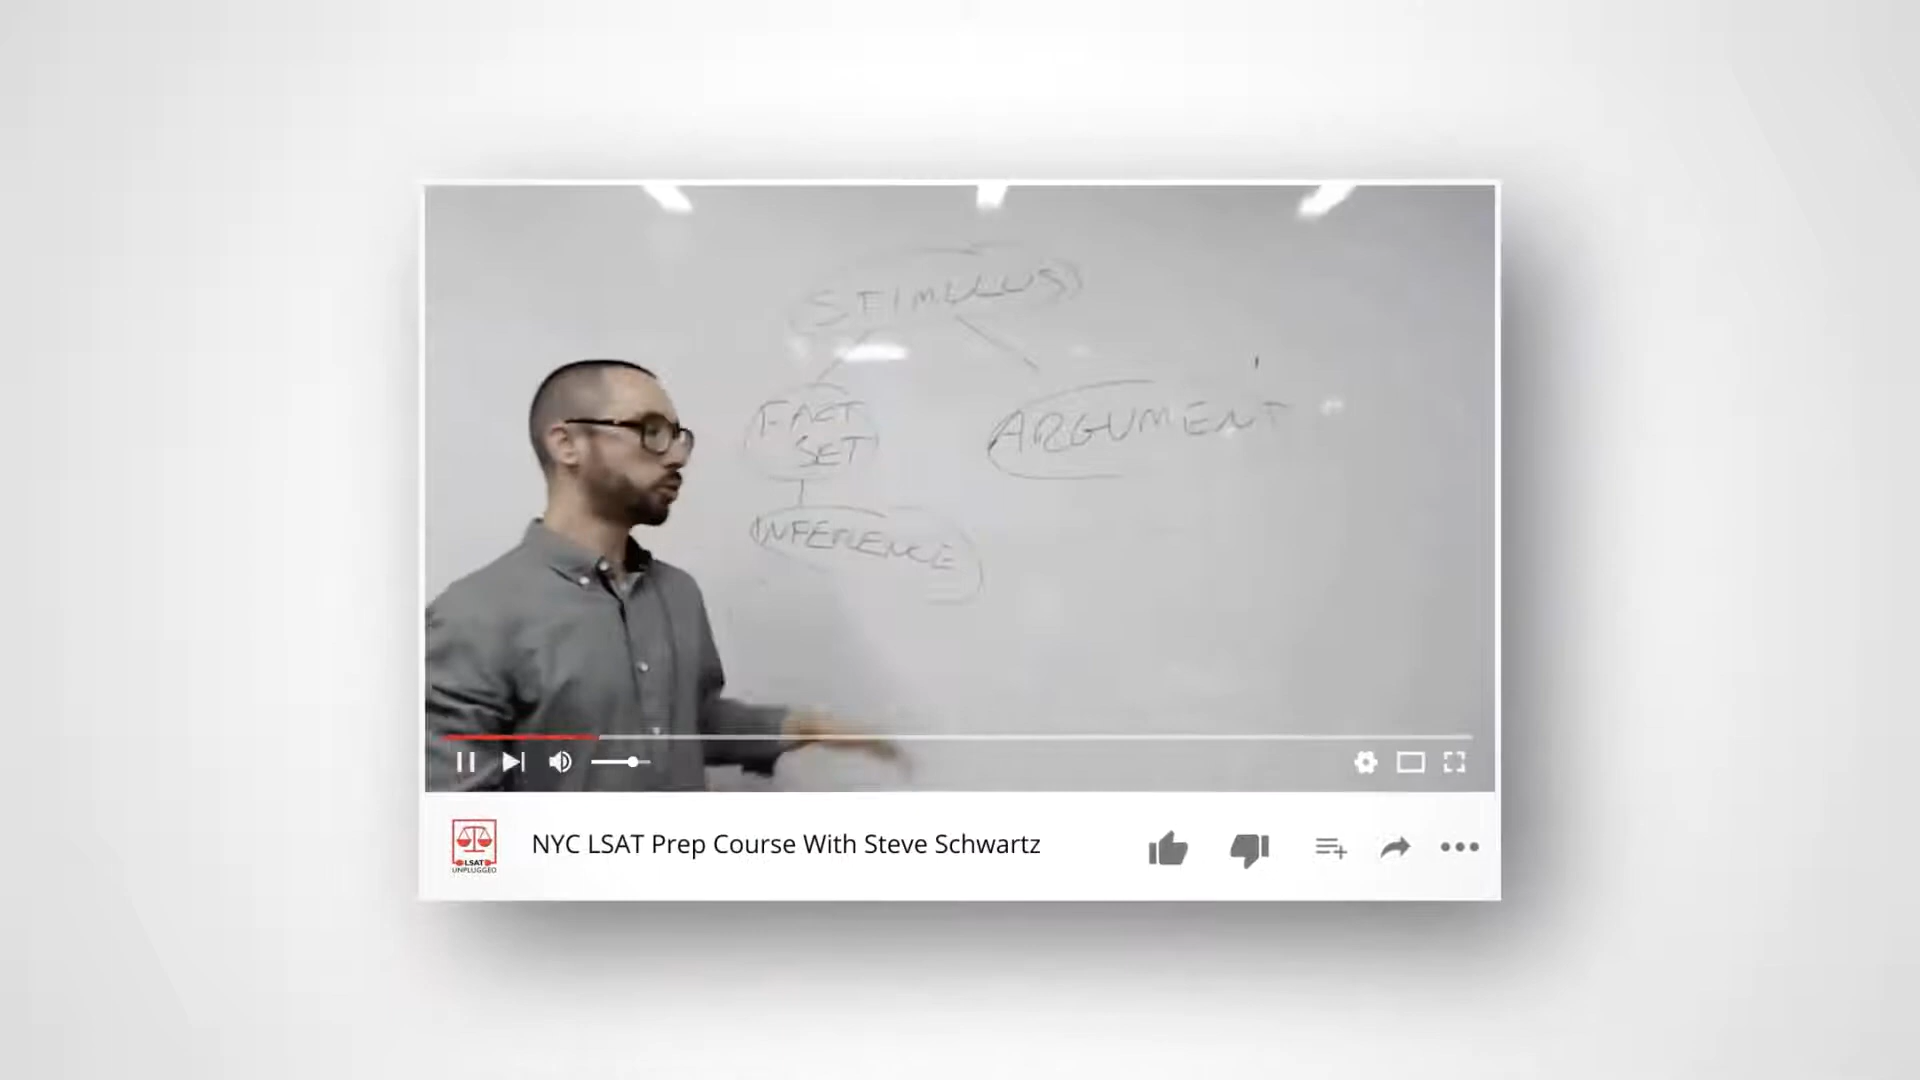 STIMULUS
FACT
SET
ARGUMENT
INFERENCE
LSAT
UNPLUGGED
NYC LSAT Prep Course With Steve Schwartz